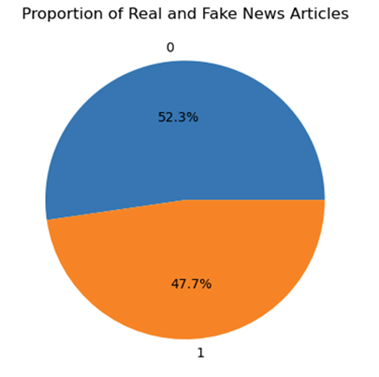 Proportion of Real and Fake News Articles
0
52.3%
47.7%
1